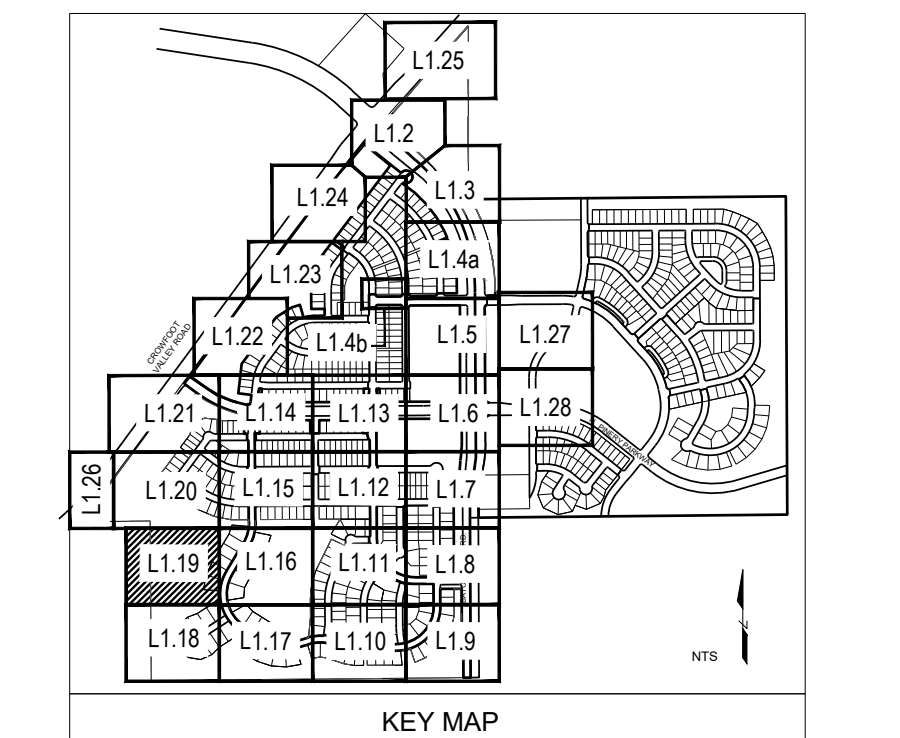 L1.25
L1.2
L1.3
L1.24
L1.4a
L1.23
L1.22
L1.4b
L1.5
L1.27
CROWFOOT
VALLEY ROAD
L1.21
L1.14
L1.13
L1.6
L1.28
PINERY PARKWAY
L1.26
L1.20
L1.15
L1.12
L1.7
L1.19
L1.16
L1.11
L1.8
L1.18
L1.17
L1.10
L1.9
NTS
KEY MAP